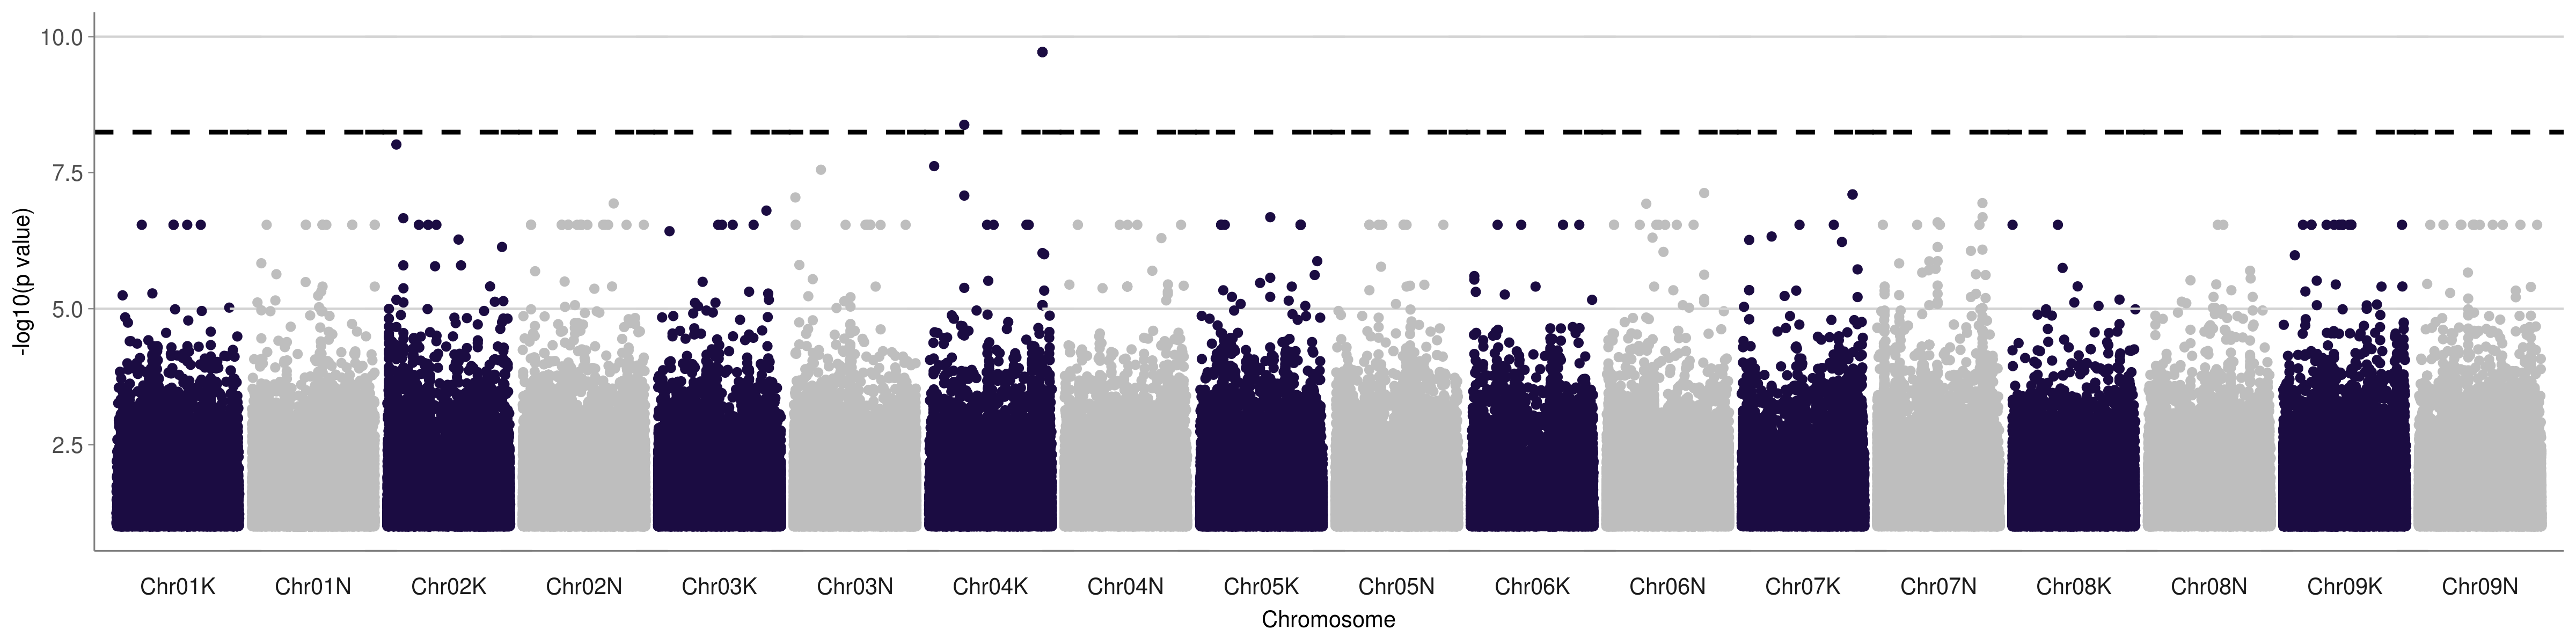 10.0
7.5
5.0
2.5
-log10(p value)
Chr01K Chr01N Chr02K Chr02N Chr03K Chr03N Chr04K Chr04N Chr05K Chr05N Chr06K Chr06N Chr07K Chr07N Chr08K Chr08N Chr09K Chr09N
Chromosome